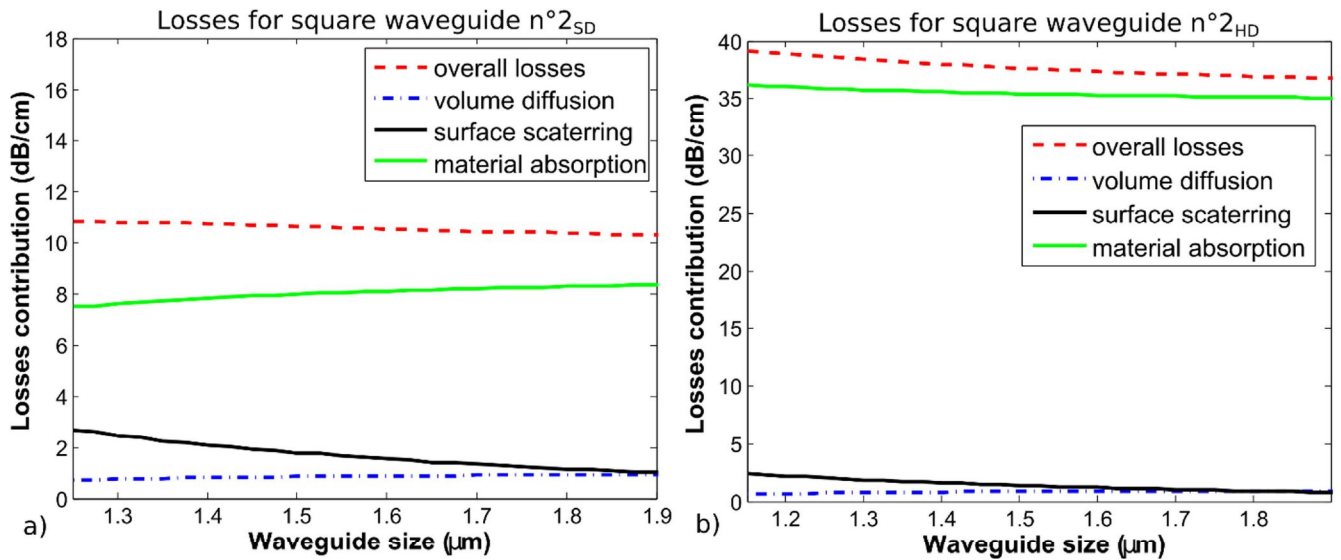 Losses for square waveguide n°2SD
18
16
14
12
10
8
6
4
2
0
Losses contribution (dB/cm)
overall losses
volume diffusion
surface scaterring
material absorption
1.3 1.4 1.5 1.6 1.7 1.8 1.9
Waveguide size (μm)
a)
Losses for square waveguide n°2HD
40
35
30
25
20
15
10
5
0
Losses contribution (dB/cm)
overall losses
volume diffusion
surface scaterring
material absorption
1.2 1.3 1.4 1.5 1.6 1.7 1.8
Waveguide size (μm)
b)